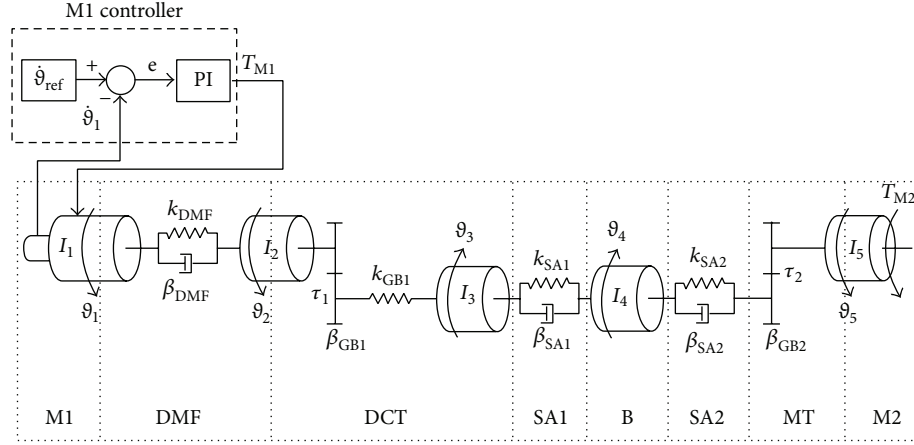 M1 controller
ϑ̇ref
+
−
e
PI
TM1
ϑ̇1
I1
ϑ1
kDMF
βDMF
I2
ϑ2
τ1
βGB1
kGB1
ϑ3
I3
kSA1
βSA1
ϑ4
I4
kSA2
βSA2
τ2
βGB2
I5
ϑ5
TM2
M1
DMF
DCT
SA1
B
SA2
MT
M2